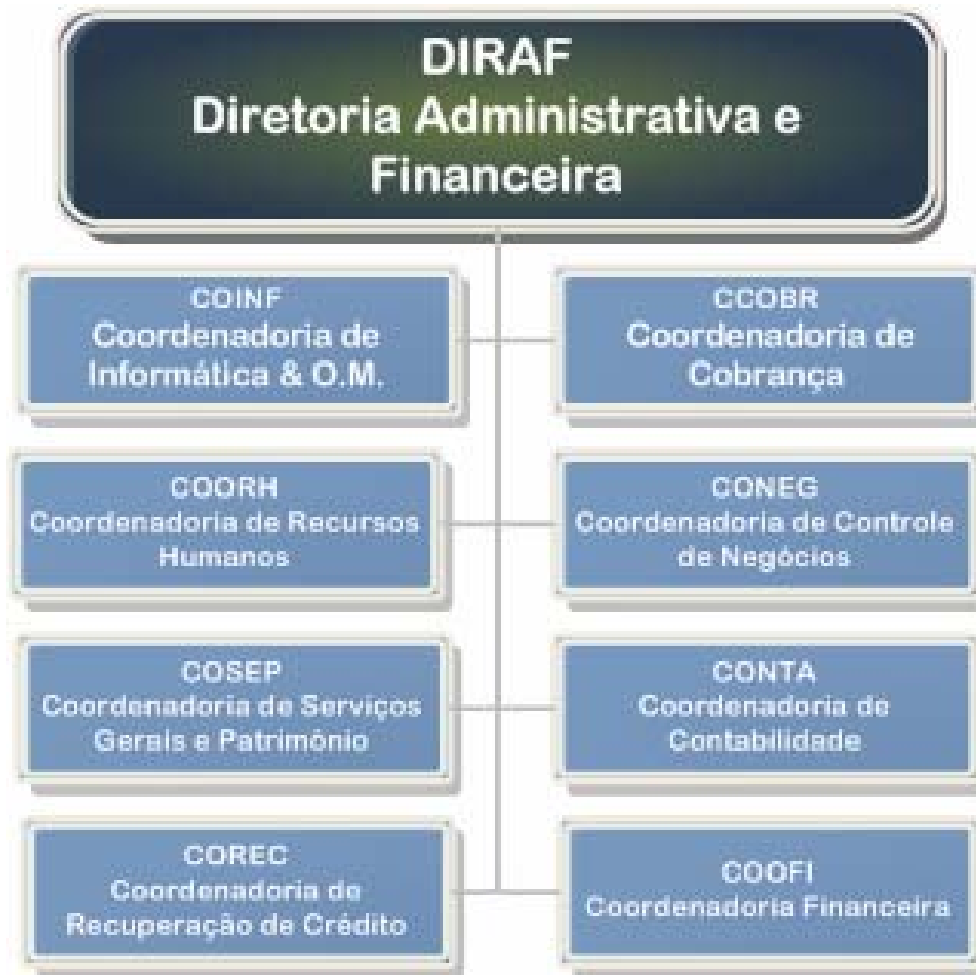 DIRAF
Diretoria Administrativa e
Financeira
COINF
Coordenadoria de
Informática & O.M.
CCOBR
Coordenadoria de
Cobrança
COORH
Coordenadoria de Recursos
Humanos
CONEG
Coordenadoria de Controle
de Negócios
COSEP
Coordenadoria de Serviços
Gerais e Patrimônio
CONTA
Coordenadoria de
Contabilidade
COREC
Coordenadoria de
Recuperação de Crédito
COOFI
Coordenadoria Financeira